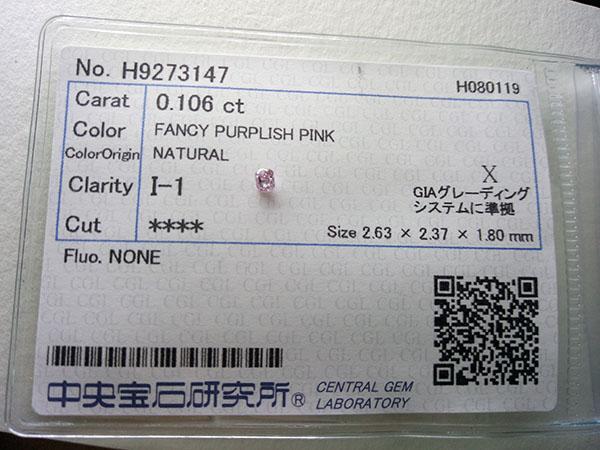 No. H9273147
H080119
Carat 0.106 ct
Color FANCY PURPLISH PINK
ColorOrigin NATURAL
Clarity I-1
X
GIAグレーディング
システムに準拠
Cut ****
Size 2.63 × 2.37 × 1.80 mm
Fluo. NONE
中央宝石研究所®
CENTRAL GEM
LABORATORY